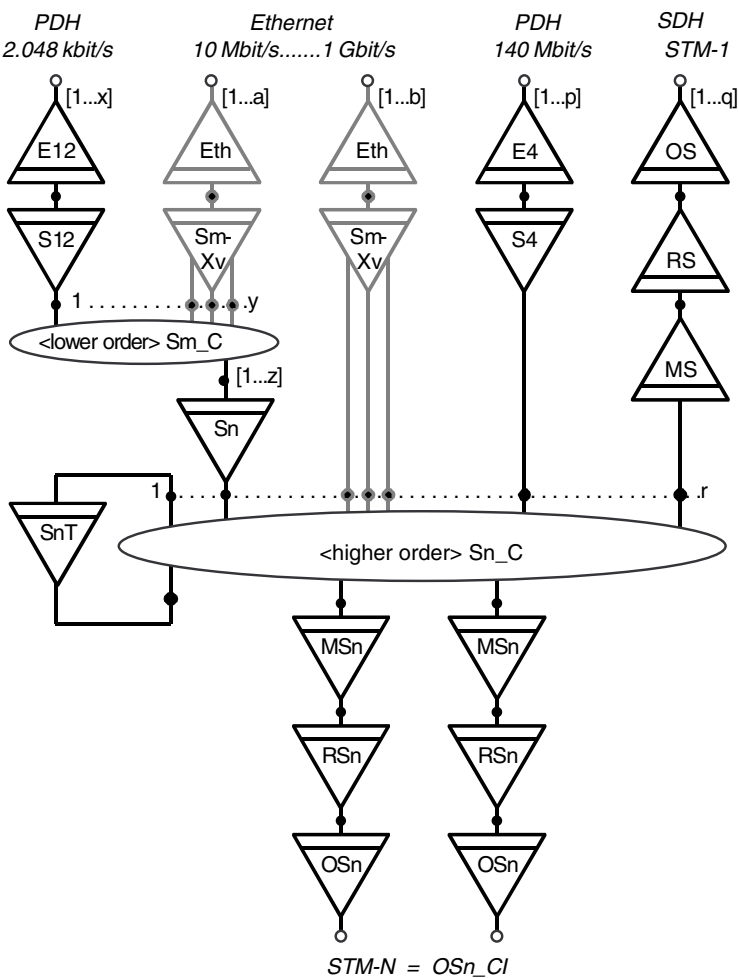 PDH Ethernet PDH SDH
2.048 kbit/s 10 Mbit/s.......1 Gbit/s 140 Mbit/s STM-1
[1...x] [1...a] [1...b] [1...p] [1...q]
E12 Eth Eth E4 OS
S12 Sm- Sm- S4 RS
Xv Xv
1 . . . . . . . . . . . . . . . .y
<lower order> Sm_C MS
[1...z]
Sn
1 . . . . . . . . . . . . . . . . . . . . . . . . . . . . . . . .r
SnT
<higher order> Sn_C
MSn MSn
RSn RSn
OSn OSn
STM-N = OSn_CI